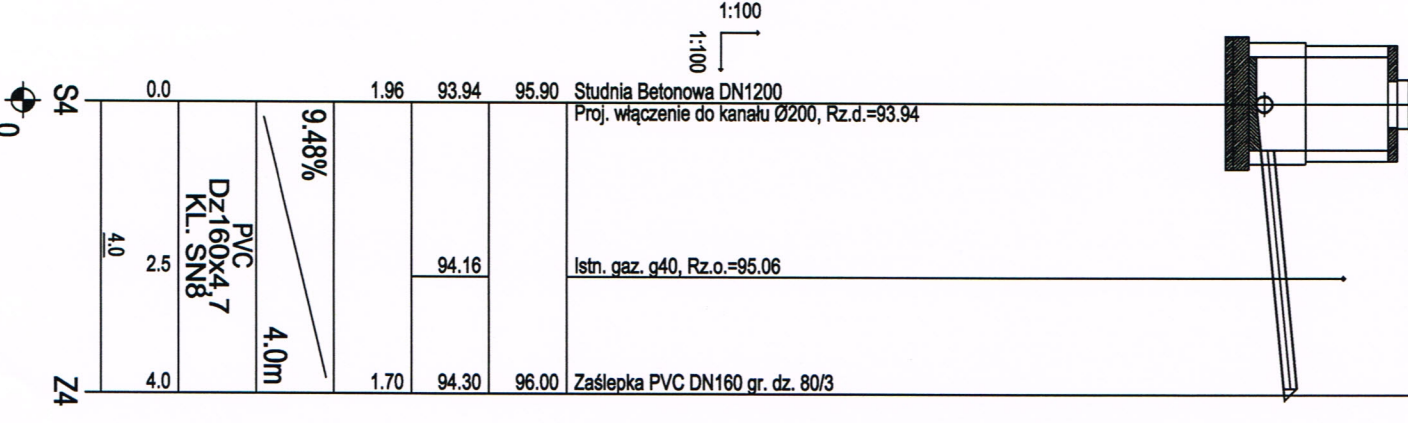 1:100
1:100
S4 0.0 1.96 93.94 95.90 Studnia Betonowa DN1200
Proj. włączenie do kanału Ø200, Rz.d.=93.94
0
9.48%
PVC
Dz160x4,7
KL. SN8
4.0
2.5 94.16 Istn. gaz. g40, Rz.o.=95.06
4.0m
Z4 4.0 1.70 94.30 96.00 Zaślepka PVC DN160 gr. dz. 80/3